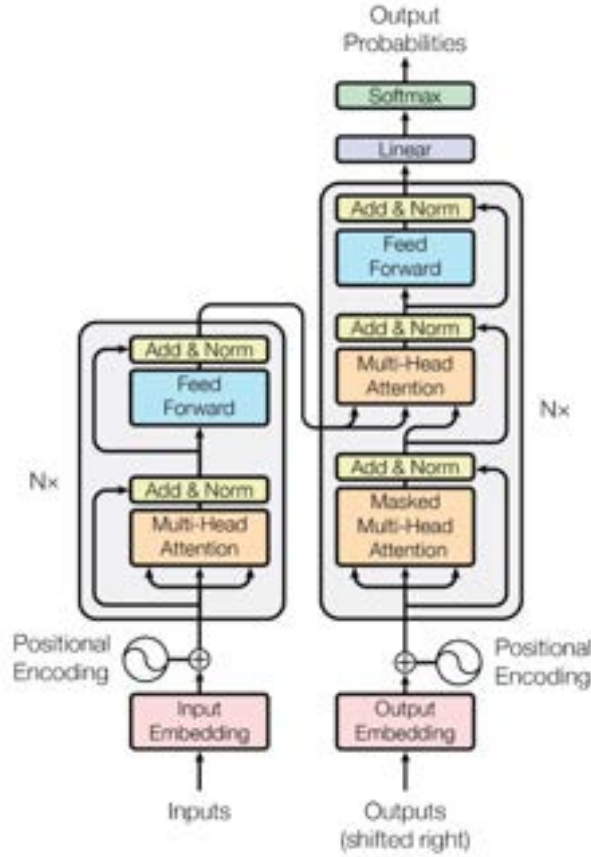 Output
Probabilities
Softmax
Linear
Add & Norm
Feed
Forward
Add & Norm
Multi-Head
Attention
Add & Norm
Masked
Multi-Head
Attention
Nx
Add & Norm
Feed
Forward
Add & Norm
Multi-Head
Attention
Nx
Positional
Encoding
Positional
Encoding
Input
Embedding
Output
Embedding
Inputs
Outputs
(shifted right)